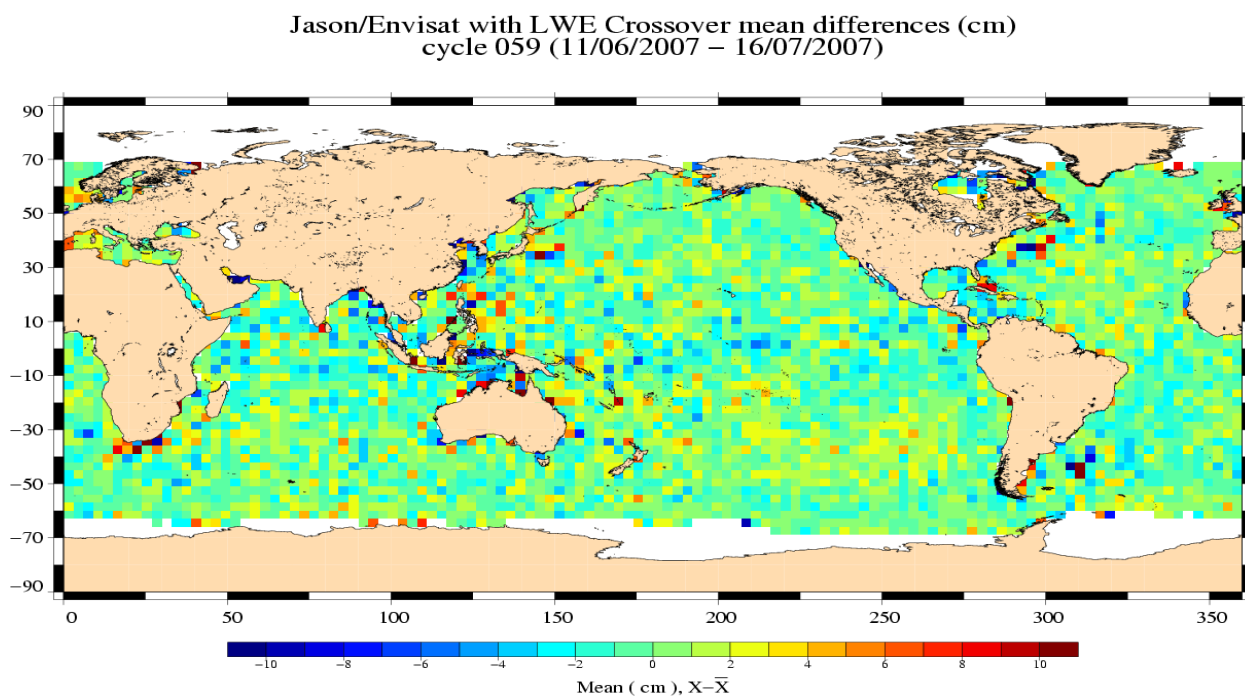 Jason/Envisat with LWE Crossover mean differences (cm)
cycle 059 (11/06/2007 − 16/07/2007)
90
70
50
30
10
−10
−30
−50
−70
−90
0 50 100 150 200 250 300 350
−10 −8 −6 −4 −2 0 2 4 6 8 10
Mean ( cm ), X−X̅